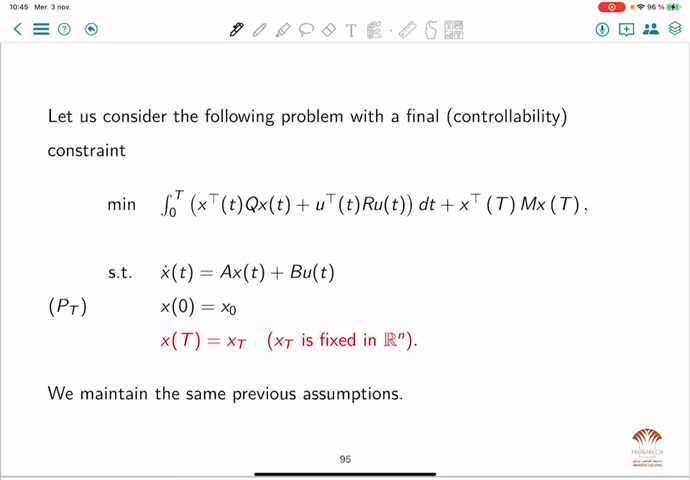 10:45 Mer. 3 nov. 96 %
Let us consider the following problem with a final (controllability)
constraint
min ∫₀ᵀ (x⊤(t)Qx(t) + u⊤(t)Ru(t)) dt + x⊤(T) Mx(T),
s.t. ẋ(t) = Ax(t) + Bu(t)
(P_T) x(0) = x₀
x(T) = x_T (x_T is fixed in ℝⁿ).
We maintain the same previous assumptions.
95